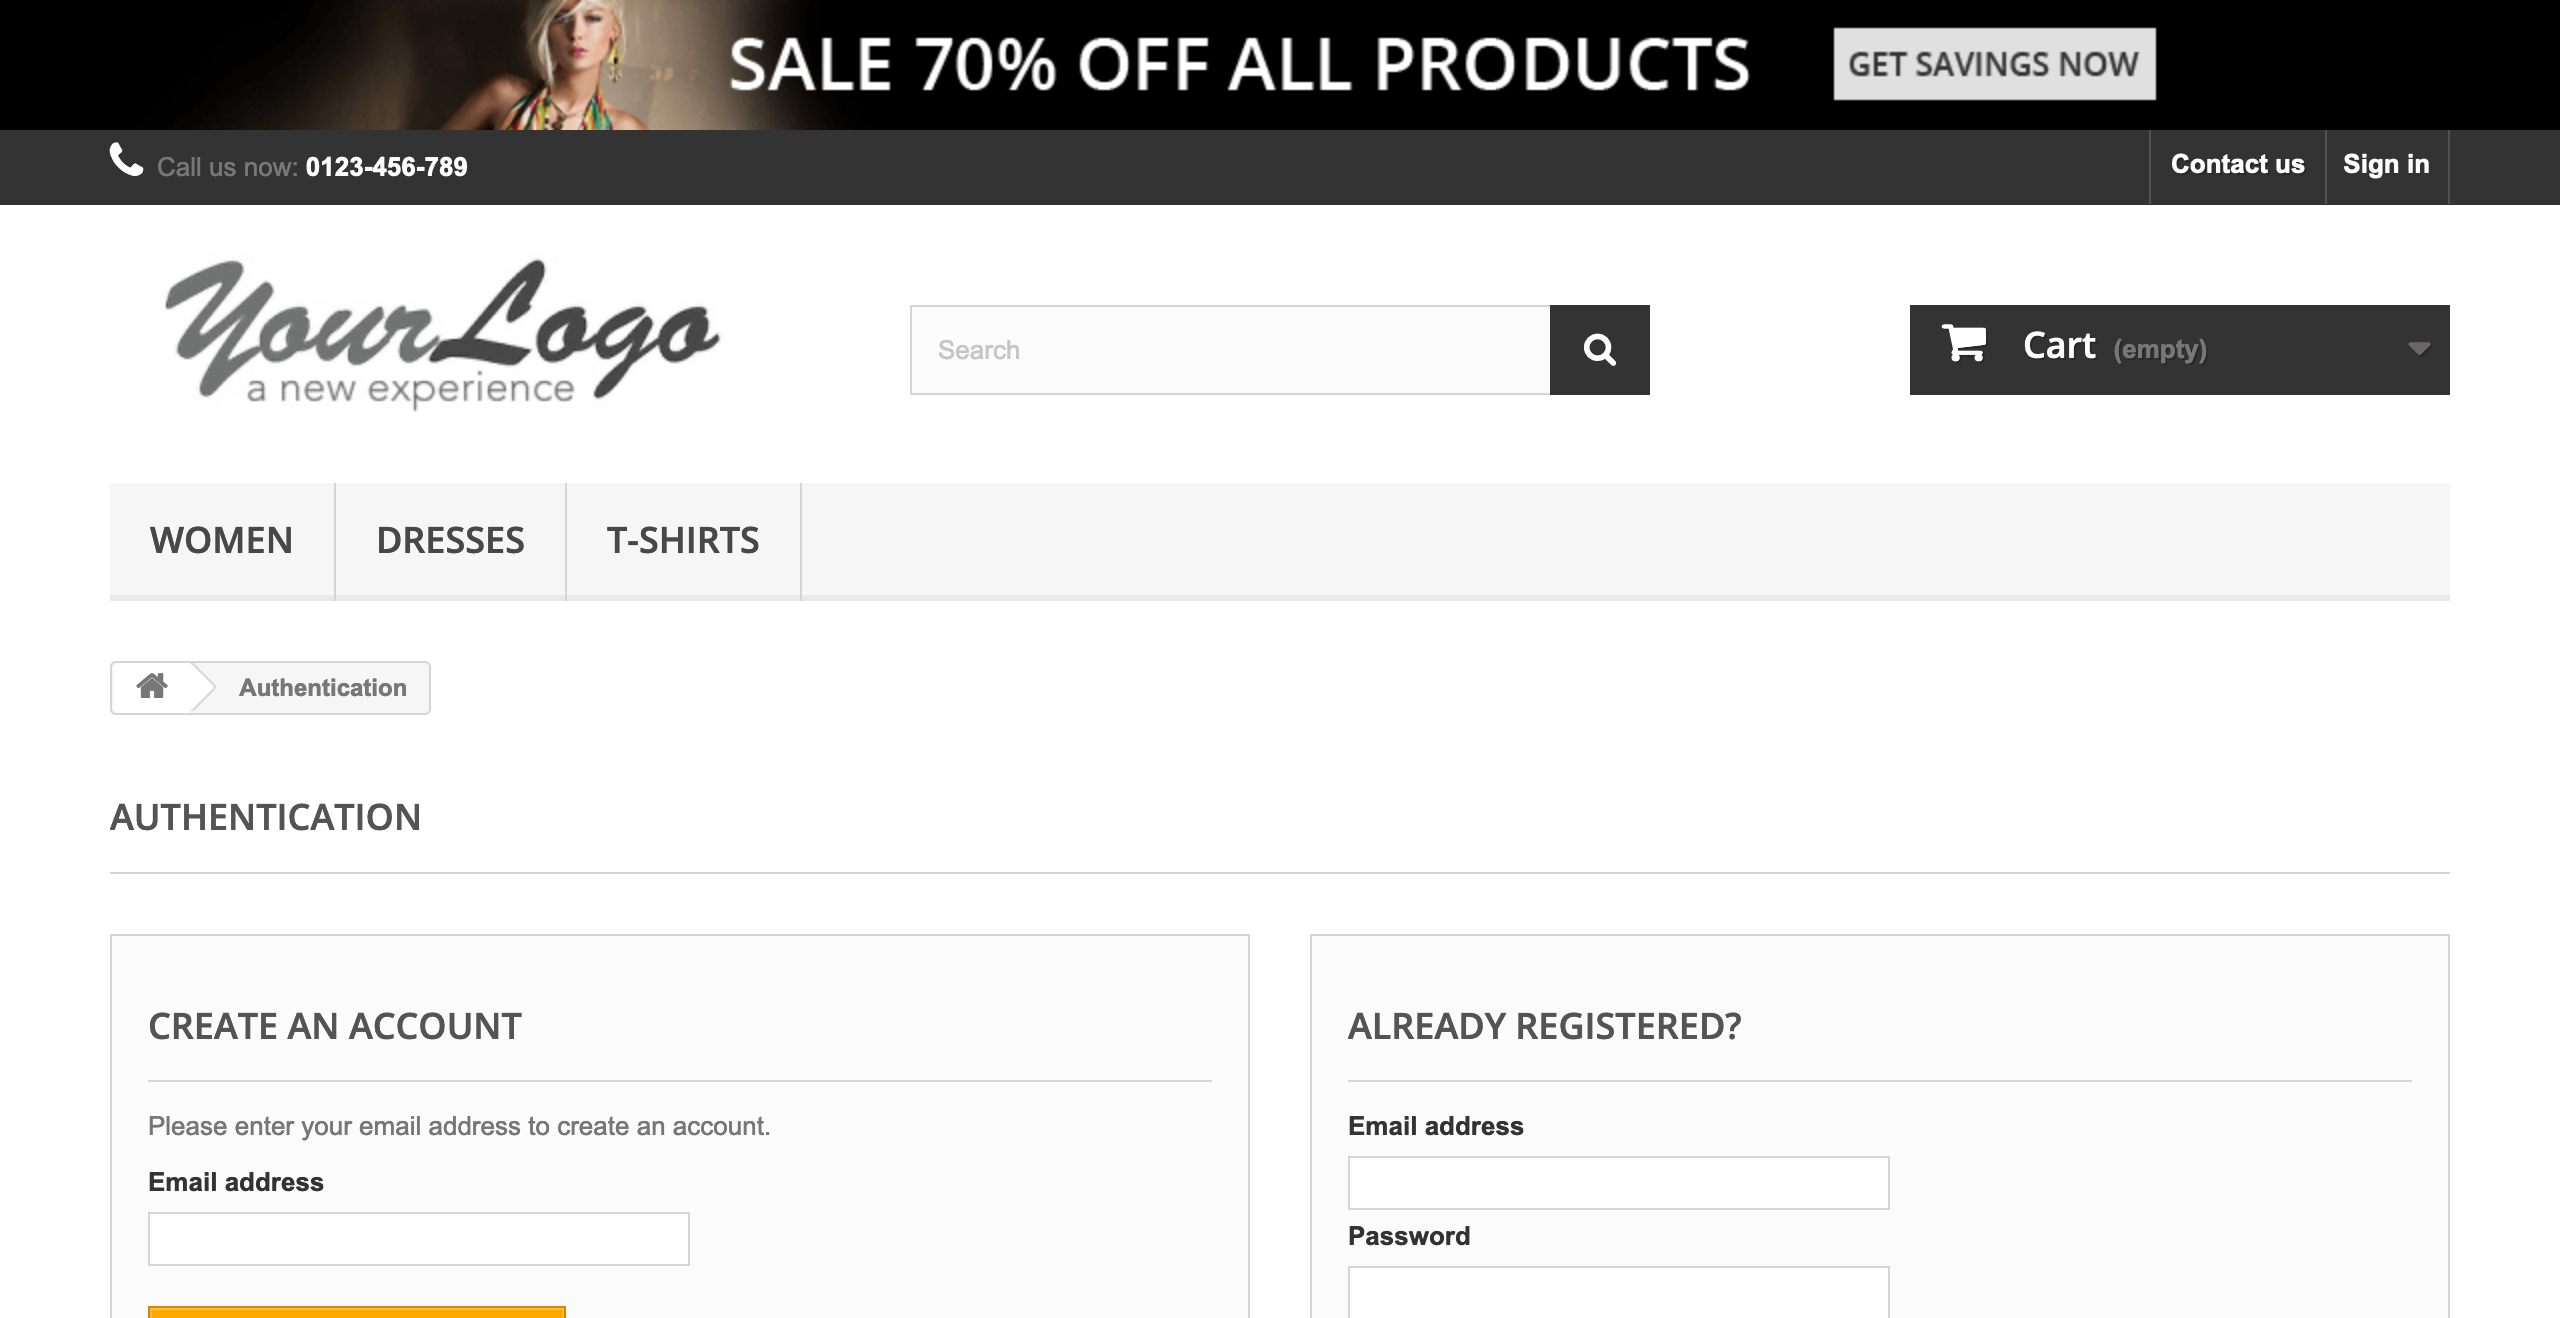 SALE 70% OFF ALL PRODUCTS GET SAVINGS NOW
Call us now: 0123-456-789 Contact us Sign in
YourLogo
a new experience
Search
Cart (empty)
WOMEN DRESSES T-SHIRTS
Authentication
AUTHENTICATION
CREATE AN ACCOUNT
Please enter your email address to create an account.
Email address
ALREADY REGISTERED?
Email address
Password